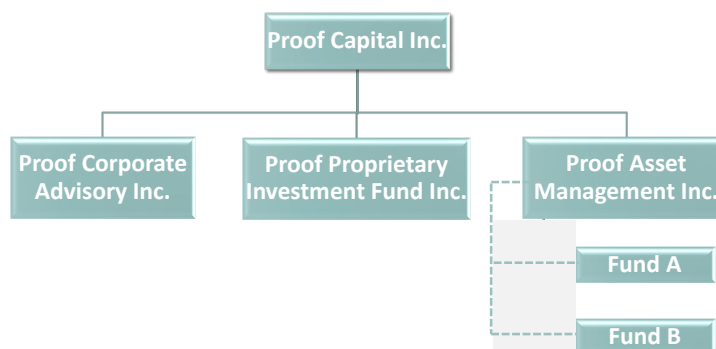 Proof Capital Inc.
Proof Corporate
Advisory Inc.
Proof Proprietary
Investment Fund Inc.
Proof Asset
Management Inc.
Fund A
Fund B